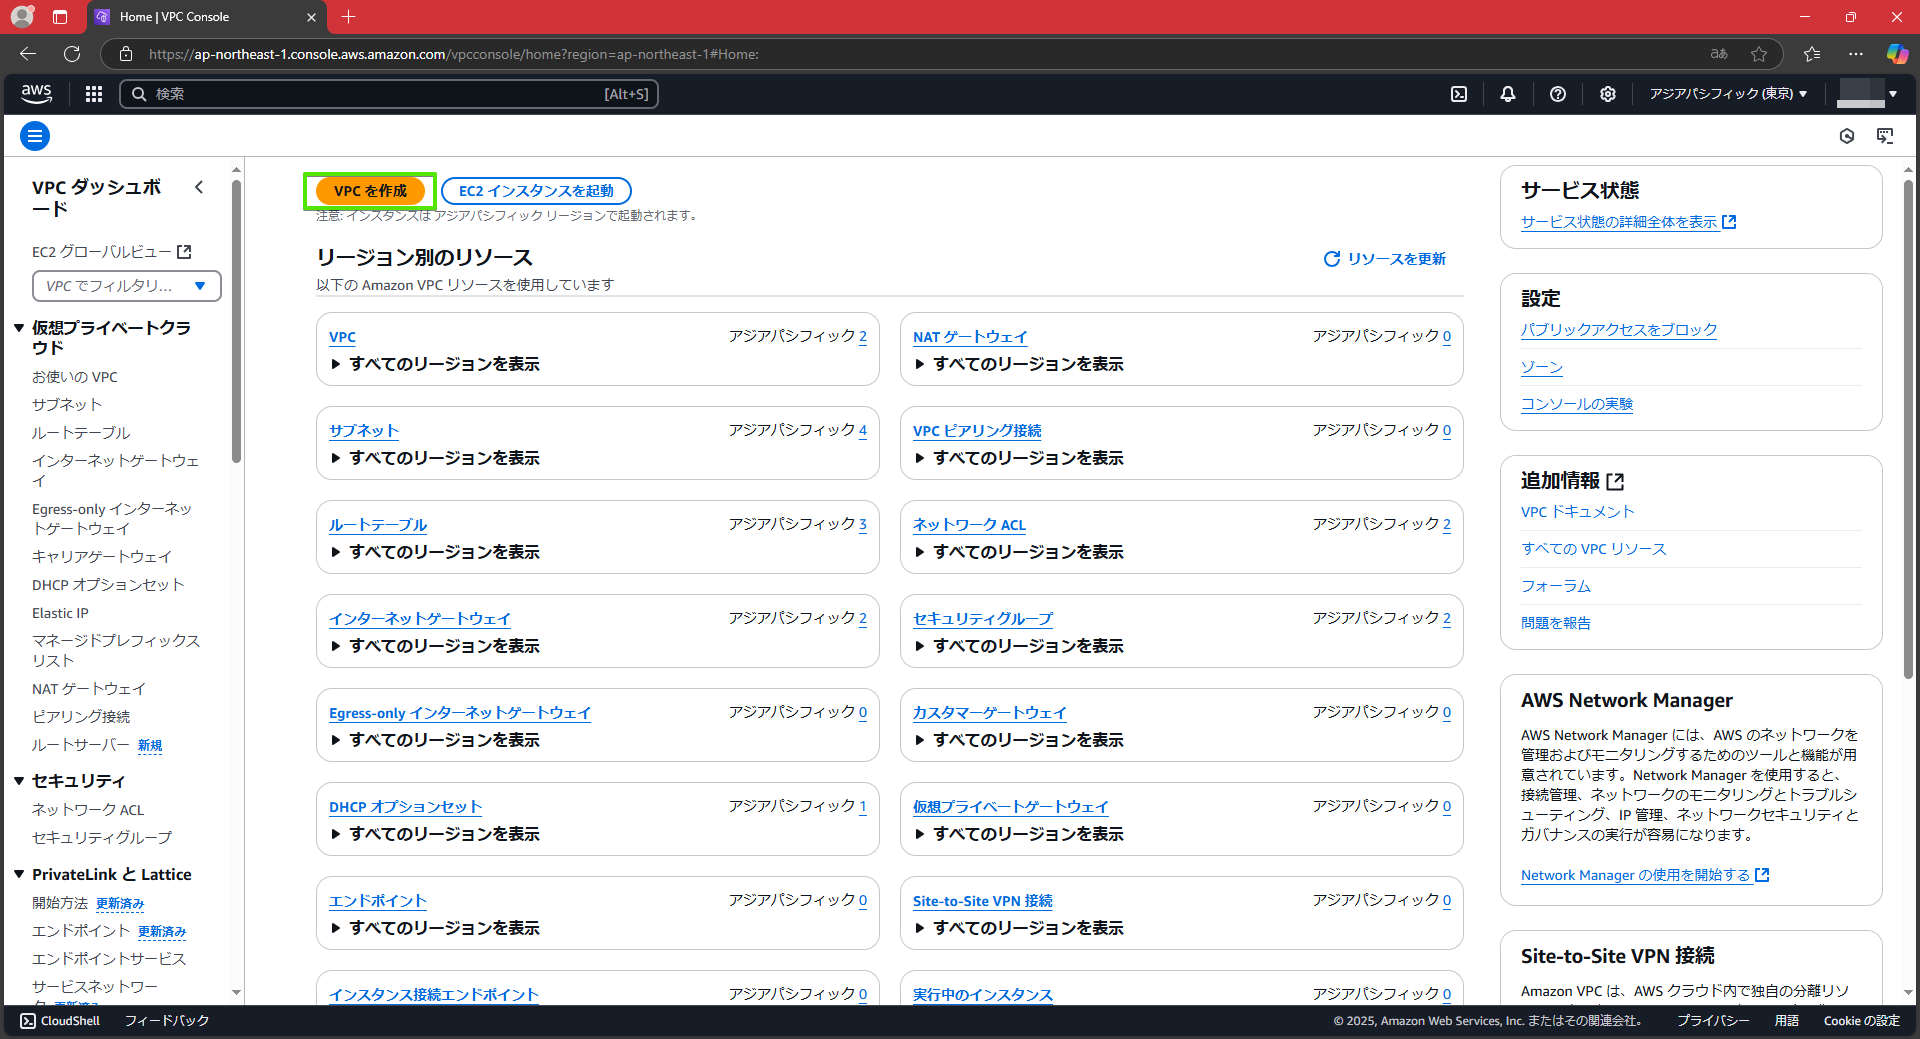 Home | VPC Console
https://ap-northeast-1.console.aws.amazon.com/vpcconsole/home?region=ap-northeast-1#Home:
aあ
aws
検索
[Alt+S]
アジアパシフィック (東京)
VPC ダッシュボ
ード
EC2 グローバルビュー
VPC でフィルタリ...
仮想プライベートクラ
ウド
お使いの VPC
サブネット
ルートテーブル
インターネットゲートウェ
イ
Egress-only インターネッ
トゲートウェイ
キャリアゲートウェイ
DHCP オプションセット
Elastic IP
マネージドプレフィックス
リスト
NAT ゲートウェイ
ピアリング接続
ルートサーバー 新規
セキュリティ
ネットワーク ACL
セキュリティグループ
PrivateLink と Lattice
開始方法 更新済み
エンドポイント 更新済み
エンドポイントサービス
サービスネットワー
ク 更新済み
VPC を作成
EC2 インスタンスを起動
注意: インスタンスは アジアパシフィック リージョンで起動されます。
リージョン別のリソース
リソースを更新
以下の Amazon VPC リソースを使用しています
VPC アジアパシフィック 2
すべてのリージョンを表示
NAT ゲートウェイ アジアパシフィック 0
すべてのリージョンを表示
サブネット アジアパシフィック 4
すべてのリージョンを表示
VPC ピアリング接続 アジアパシフィック 0
すべてのリージョンを表示
ルートテーブル アジアパシフィック 3
すべてのリージョンを表示
ネットワーク ACL アジアパシフィック 2
すべてのリージョンを表示
インターネットゲートウェイ アジアパシフィック 2
すべてのリージョンを表示
セキュリティグループ アジアパシフィック 2
すべてのリージョンを表示
Egress-only インターネットゲートウェイ アジアパシフィック 0
すべてのリージョンを表示
カスタマーゲートウェイ アジアパシフィック 0
すべてのリージョンを表示
DHCP オプションセット アジアパシフィック 1
すべてのリージョンを表示
仮想プライベートゲートウェイ アジアパシフィック 0
すべてのリージョンを表示
エンドポイント アジアパシフィック 0
すべてのリージョンを表示
Site-to-Site VPN 接続 アジアパシフィック 0
すべてのリージョンを表示
インスタンス接続エンドポイント アジアパシフィック 0
実行中のインスタンス アジアパシフィック 0
サービス状態
サービス状態の詳細全体を表示
設定
パブリックアクセスをブロック
ゾーン
コンソールの実験
追加情報
VPC ドキュメント
すべての VPC リソース
フォーラム
問題を報告
AWS Network Manager
AWS Network Manager には、AWS のネットワークを
管理およびモニタリングするためのツールと機能が用
意されています。Network Manager を使用すると、
接続管理、ネットワークのモニタリングとトラブルシ
ューティング、IP 管理、ネットワークセキュリティと
ガバナンスの実行が容易になります。
Network Manager の使用を開始する
Site-to-Site VPN 接続
Amazon VPC は、AWS クラウド内で独自の分離リソ
CloudShell
フィードバック
© 2025, Amazon Web Services, Inc. またはその関連会社。
プライバシー
用語
Cookie の設定